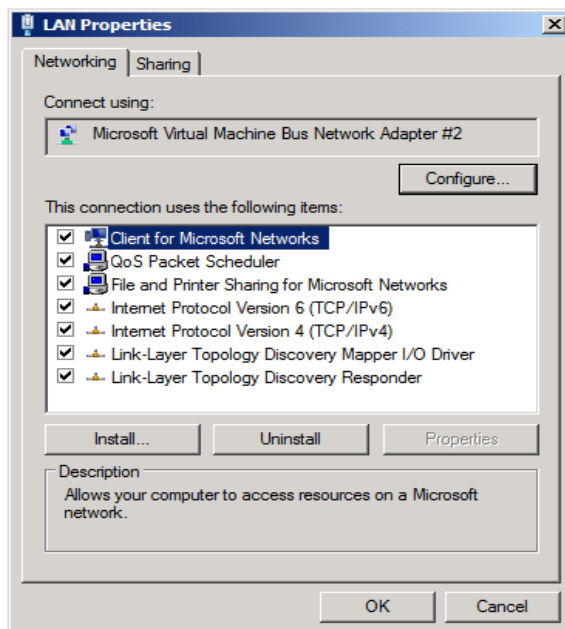 LAN Properties
Networking
Sharing
Connect using:
Microsoft Virtual Machine Bus Network Adapter #2
Configure...
This connection uses the following items:
Client for Microsoft Networks
QoS Packet Scheduler
File and Printer Sharing for Microsoft Networks
Internet Protocol Version 6 (TCP/IPv6)
Internet Protocol Version 4 (TCP/IPv4)
Link-Layer Topology Discovery Mapper I/O Driver
Link-Layer Topology Discovery Responder
Install...
Uninstall
Properties
Description
Allows your computer to access resources on a Microsoft
network.
OK
Cancel